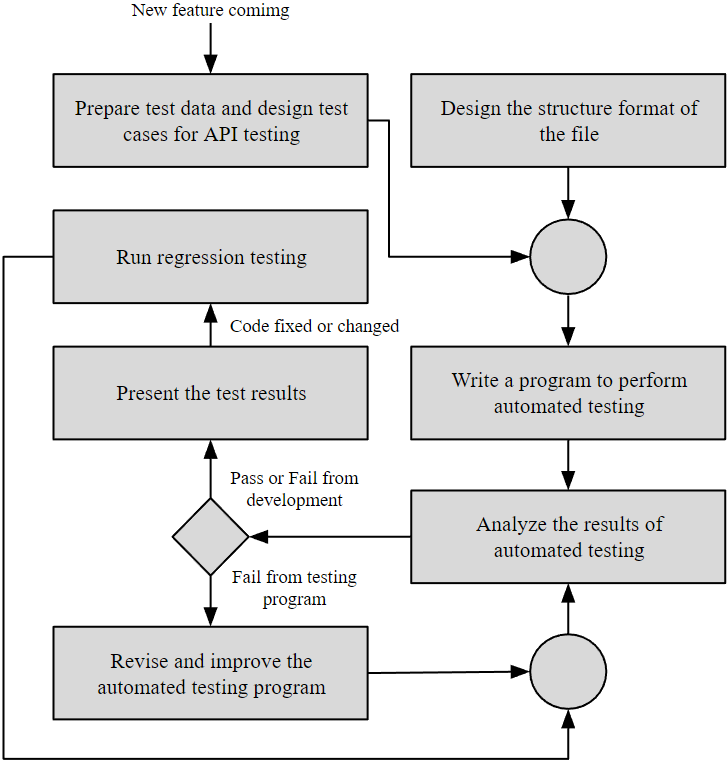 New feature comimg
Prepare test data and design test
cases for API testing
Design the structure format of
the file
Run regression testing
Code fixed or changed
Present the test results
Write a program to perform
automated testing
Pass or Fail from
development
Analyze the results of
automated testing
Fail from testing
program
Revise and improve the
automated testing program